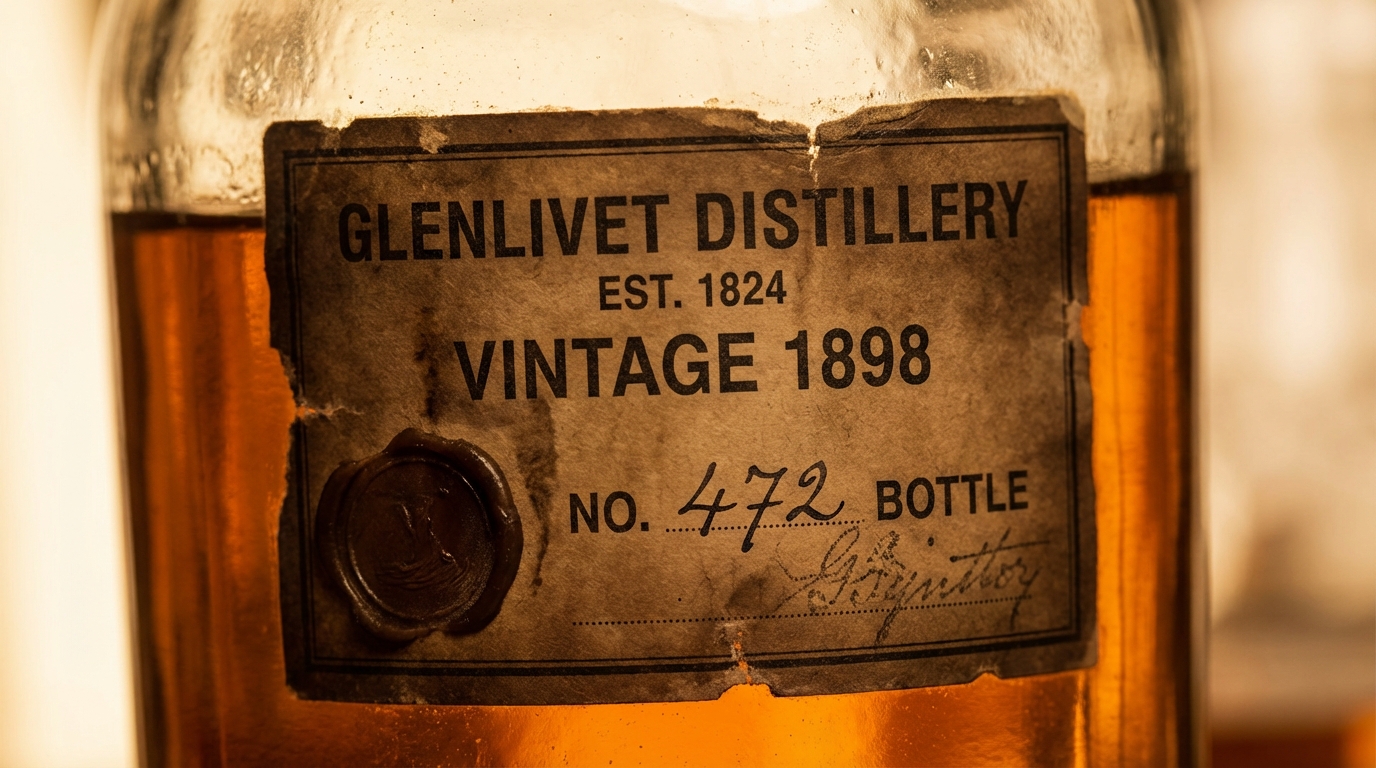 GLENLIVET DISTILLERY
EST. 1824
VINTAGE 1898
NO. 472 BOTTLE